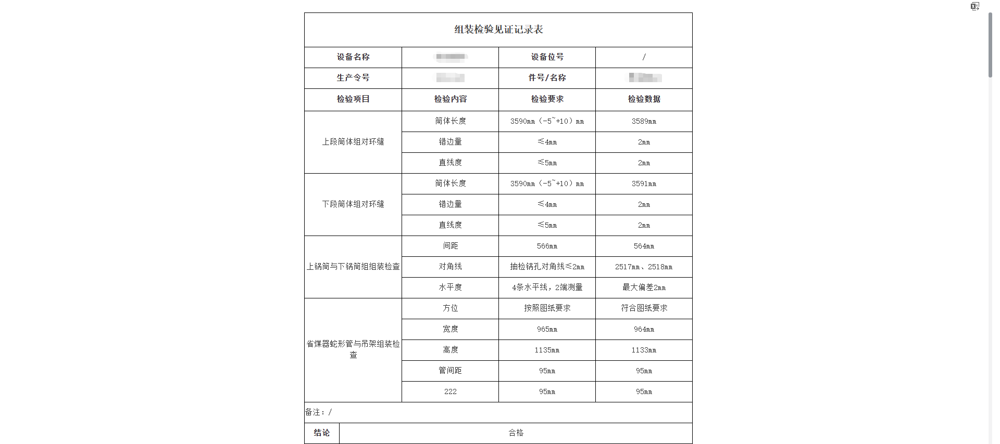 组装检验见证记录表
设备名称 设备位号 /
生产令号 件号/名称
检验项目 检验内容 检验要求 检验数据
上段筒体组对环缝 筒体长度 3590mm（-5~+10）mm 3589mm
错边量 ≤4mm 2mm
直线度 ≤5mm 2mm
下段筒体组对环缝 筒体长度 3590mm（-5~+10）mm 3591mm
错边量 ≤4mm 2mm
直线度 ≤5mm 2mm
上锅筒与下锅筒组组装检查 间距 566mm 564mm
对角线 抽检锅孔对角线≤2mm 2517mm、2518mm
水平度 4条水平线，2端测量 最大偏差2mm
省煤器蛇形管与吊架组装检查 方位 按照图纸要求 符合图纸要求
宽度 965mm 964mm
高度 1135mm 1133mm
管间距 95mm 95mm
222 95mm 95mm
备注：/
结论 合格